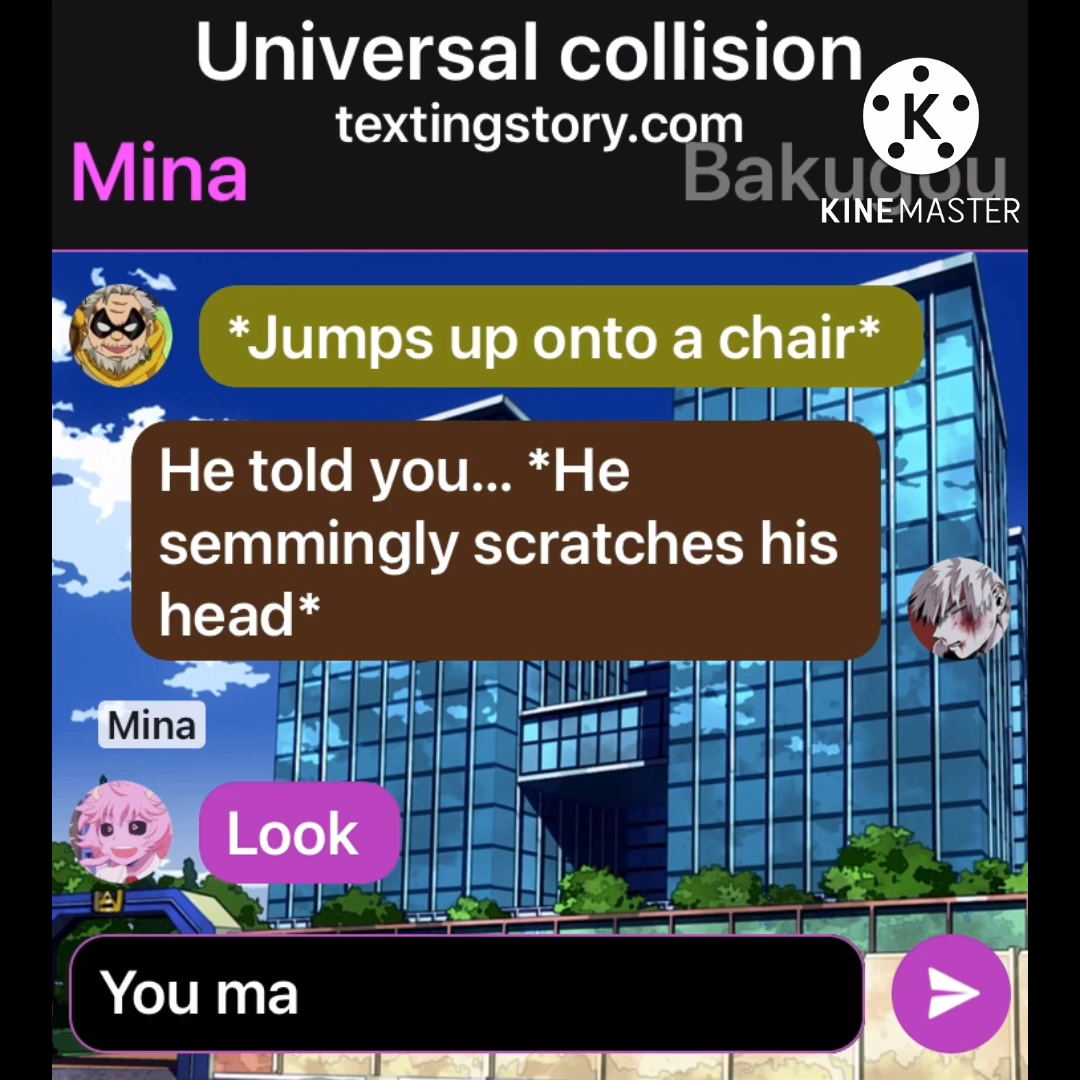 Universal collision
textingstory.com
Mina
Bakugou
K
KINEMASTER
*Jumps up onto a chair*
He told you... *He
semmingly scratches his
head*
Mina
Look
You ma